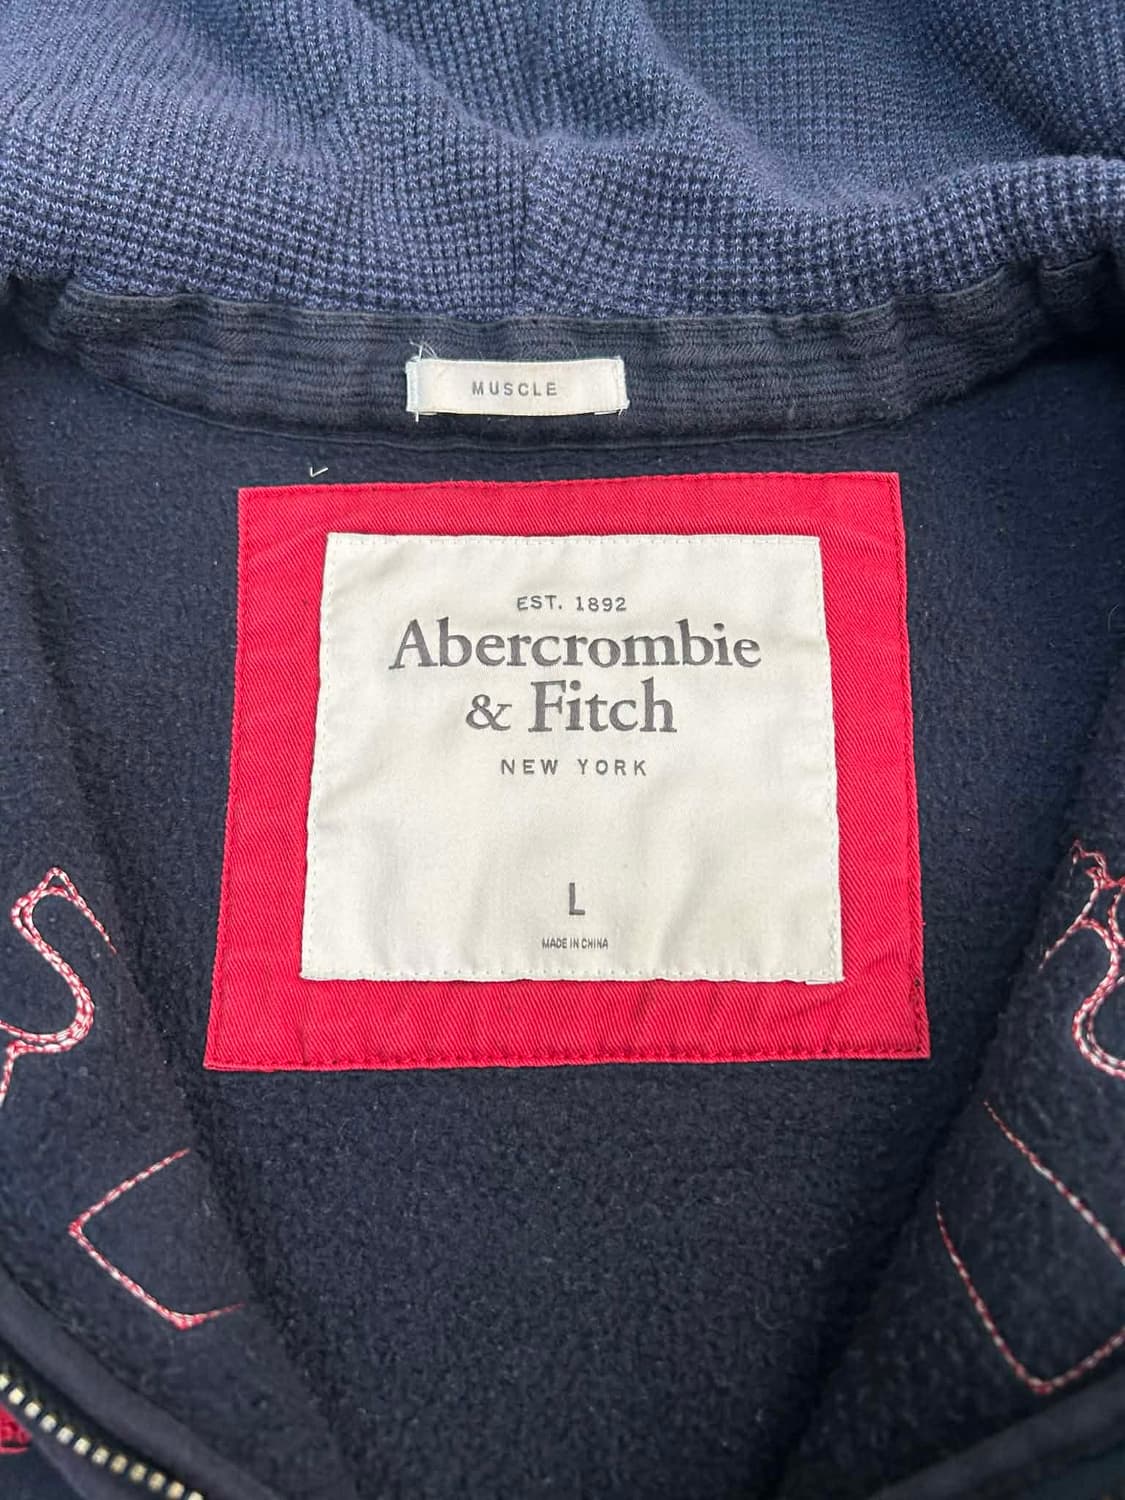 MUSCLE
EST. 1892
Abercrombie
& Fitch
NEW YORK
L
MADE IN CHINA